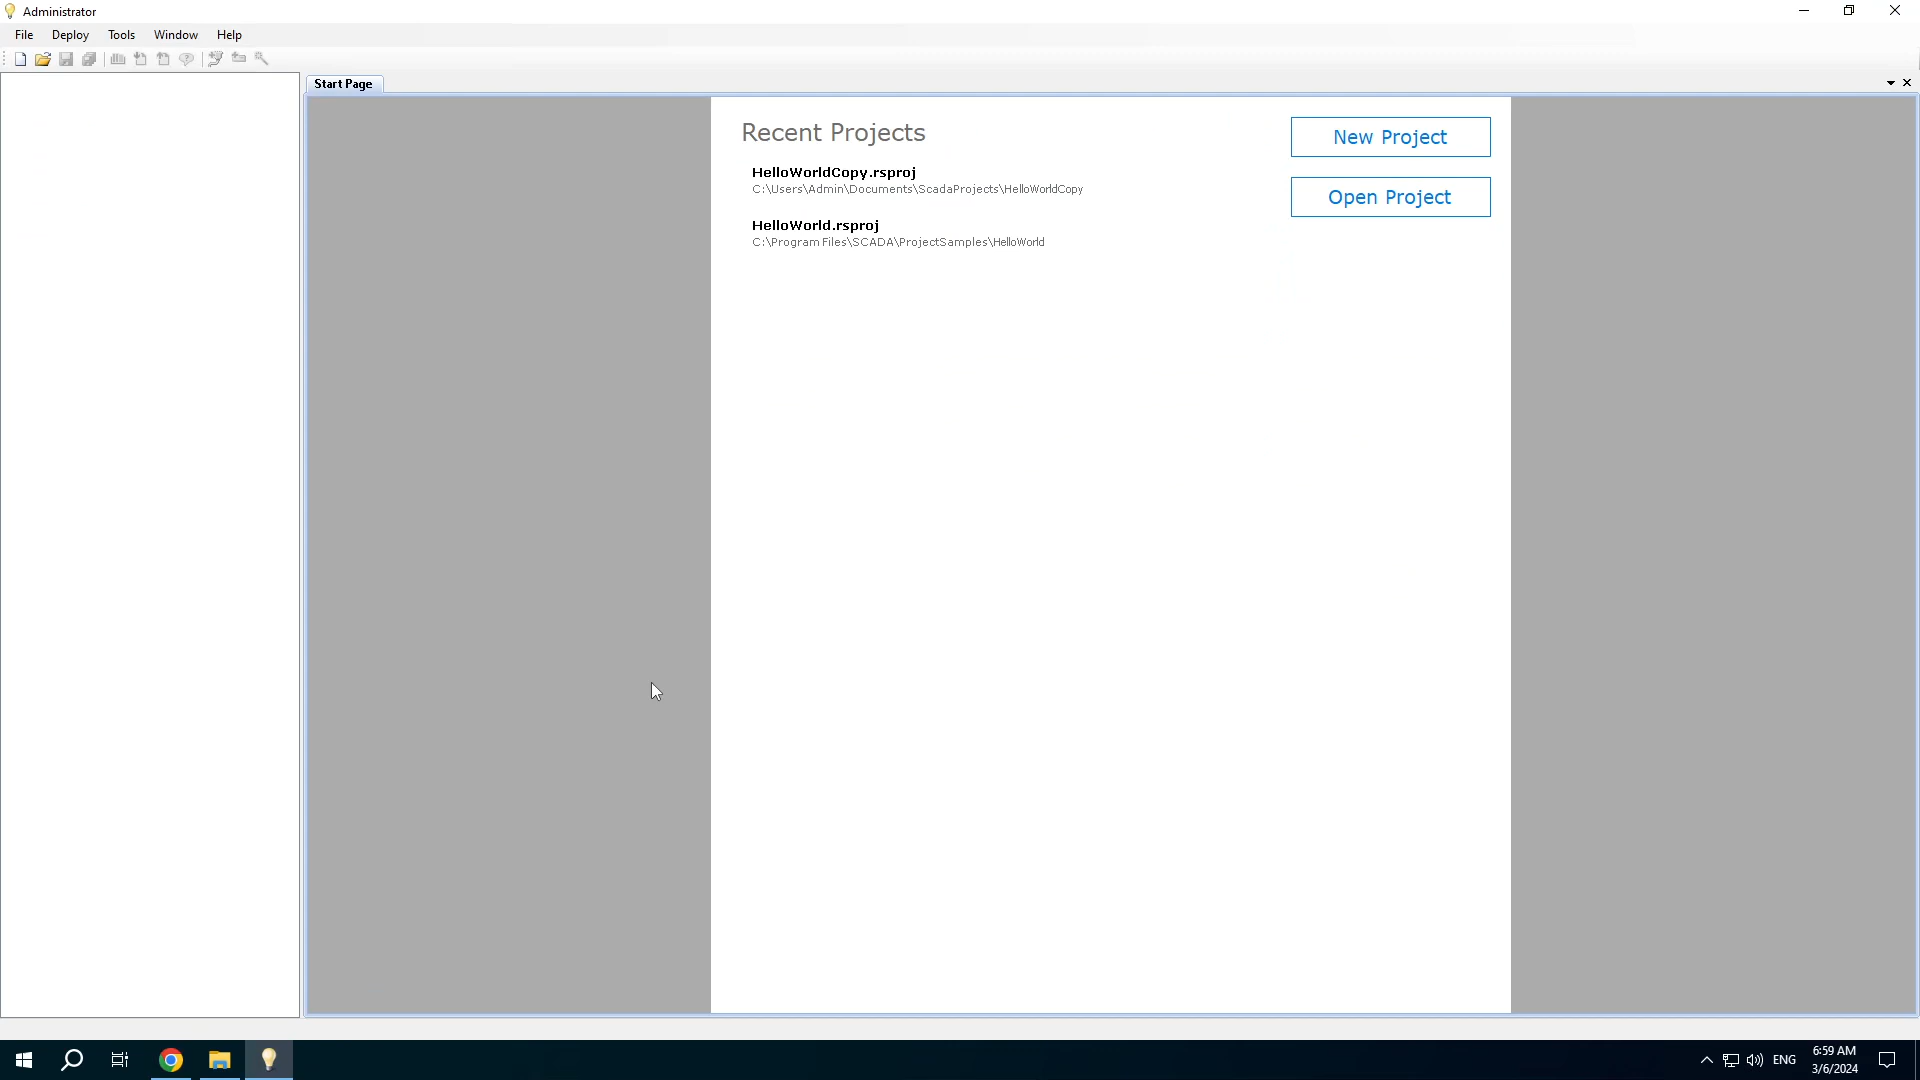 Administrator
File Deploy Tools Window Help
Start Page
Recent Projects
HelloWorldCopy.rsproj
C:\Users\Admin\Documents\ScadaProjects\HelloWorldCopy
HelloWorld.rsproj
C:\Program Files\SCADA\ProjectSamples\HelloWorld
New Project
Open Project
ENG
6:59 AM
3/6/2024